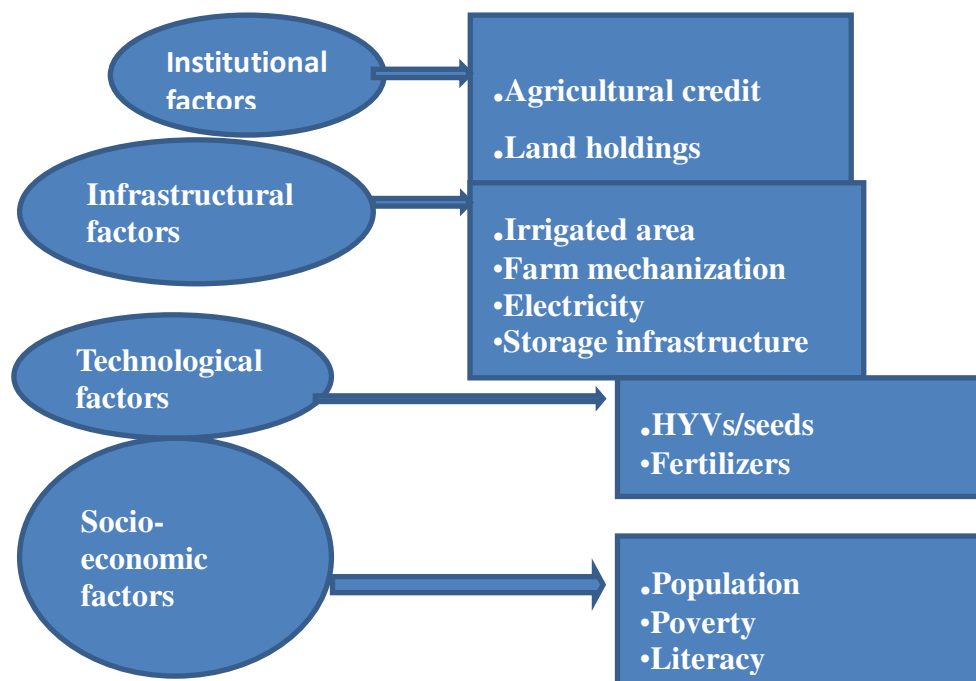 Institutional
factors
.Agricultural credit
.Land holdings
Infrastructural
factors
.Irrigated area
•Farm mechanization
•Electricity
•Storage infrastructure
Technological
factors
.HYVs/seeds
•Fertilizers
Socio-
economic
factors
.Population
•Poverty
•Literacy